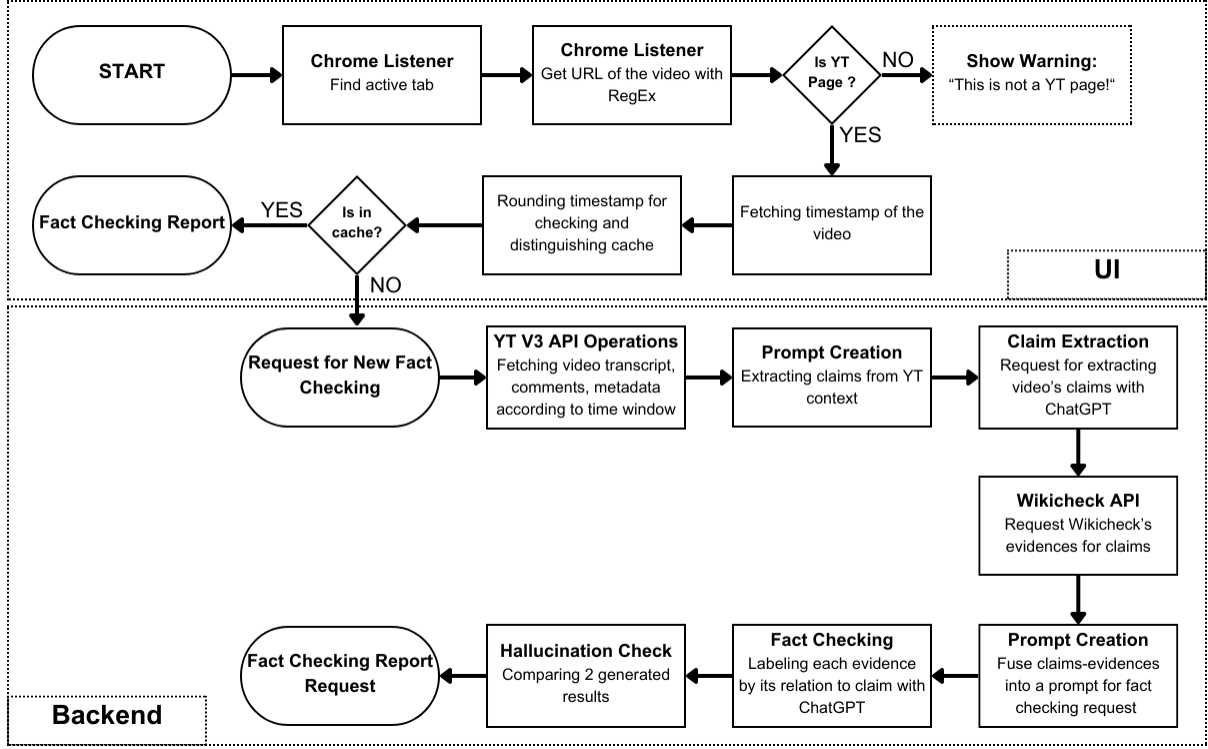 START
Chrome Listener
Find active tab
Chrome Listener
Get URL of the video with
RegEx
Is YT
Page ?
NO
Show Warning:
“This is not a YT page!“
YES
Fact Checking Report
YES
Is in
cache?
Rounding timestamp for
checking and
distinguishing cache
Fetching timestamp of the
video
UI
NO
Request for New Fact
Checking
YT V3 API Operations
Fetching video transcript,
comments, metadata
according to time window
Prompt Creation
Extracting claims from YT
context
Claim Extraction
Request for extracting
video’s claims with
ChatGPT
Wikicheck API
Request Wikicheck’s
evidences for claims
Fact Checking Report
Request
Hallucination Check
Comparing 2 generated
results
Fact Checking
Labeling each evidence
by its relation to claim with
ChatGPT
Prompt Creation
Fuse claims-evidences
into a prompt for fact
checking request
Backend